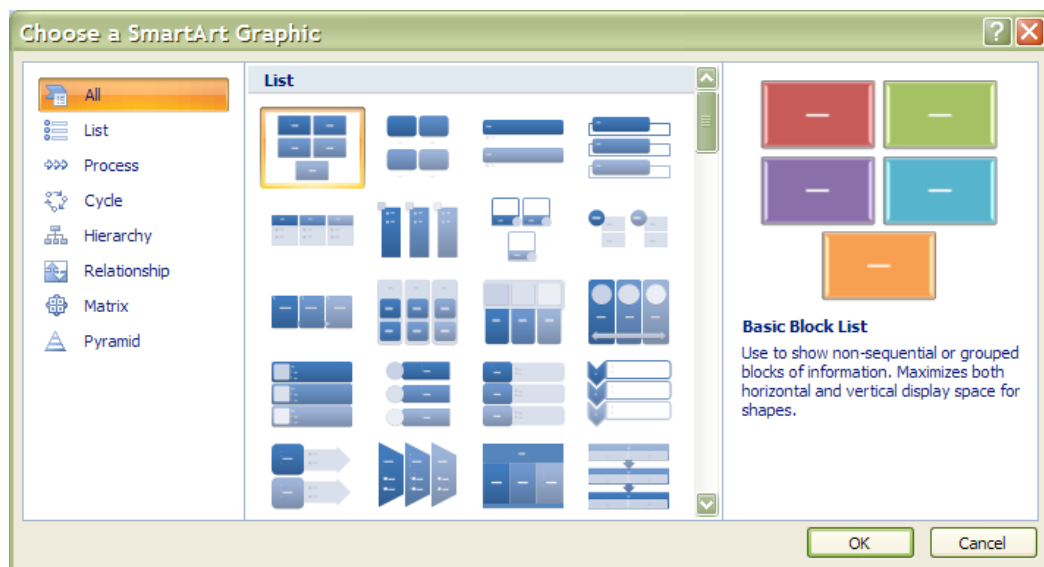 Choose a SmartArt Graphic
All
List
Process
Cycle
Hierarchy
Relationship
Matrix
Pyramid
List
Basic Block List
Use to show non-sequential or grouped
blocks of information. Maximizes both
horizontal and vertical display space for
shapes.
OK
Cancel